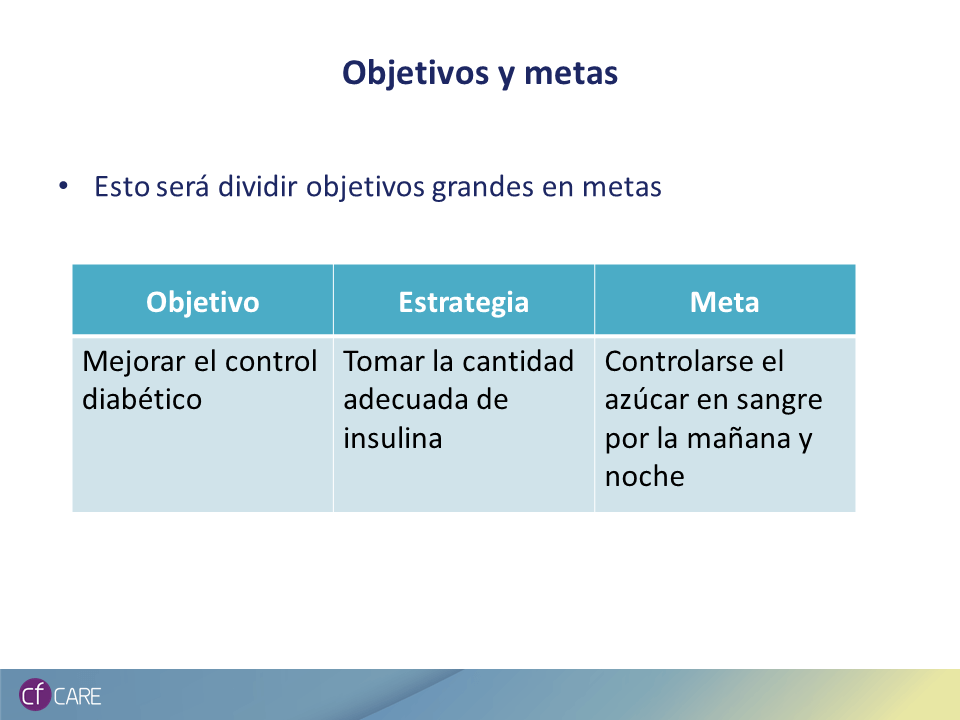 Objetivos y metas
• Esto será dividir objetivos grandes en metas
Objetivo Estrategia Meta
Mejorar el control
diabético
Tomar la cantidad
adecuada de
insulina
Controlarse el
azúcar en sangre
por la mañana y
noche
cf CARE